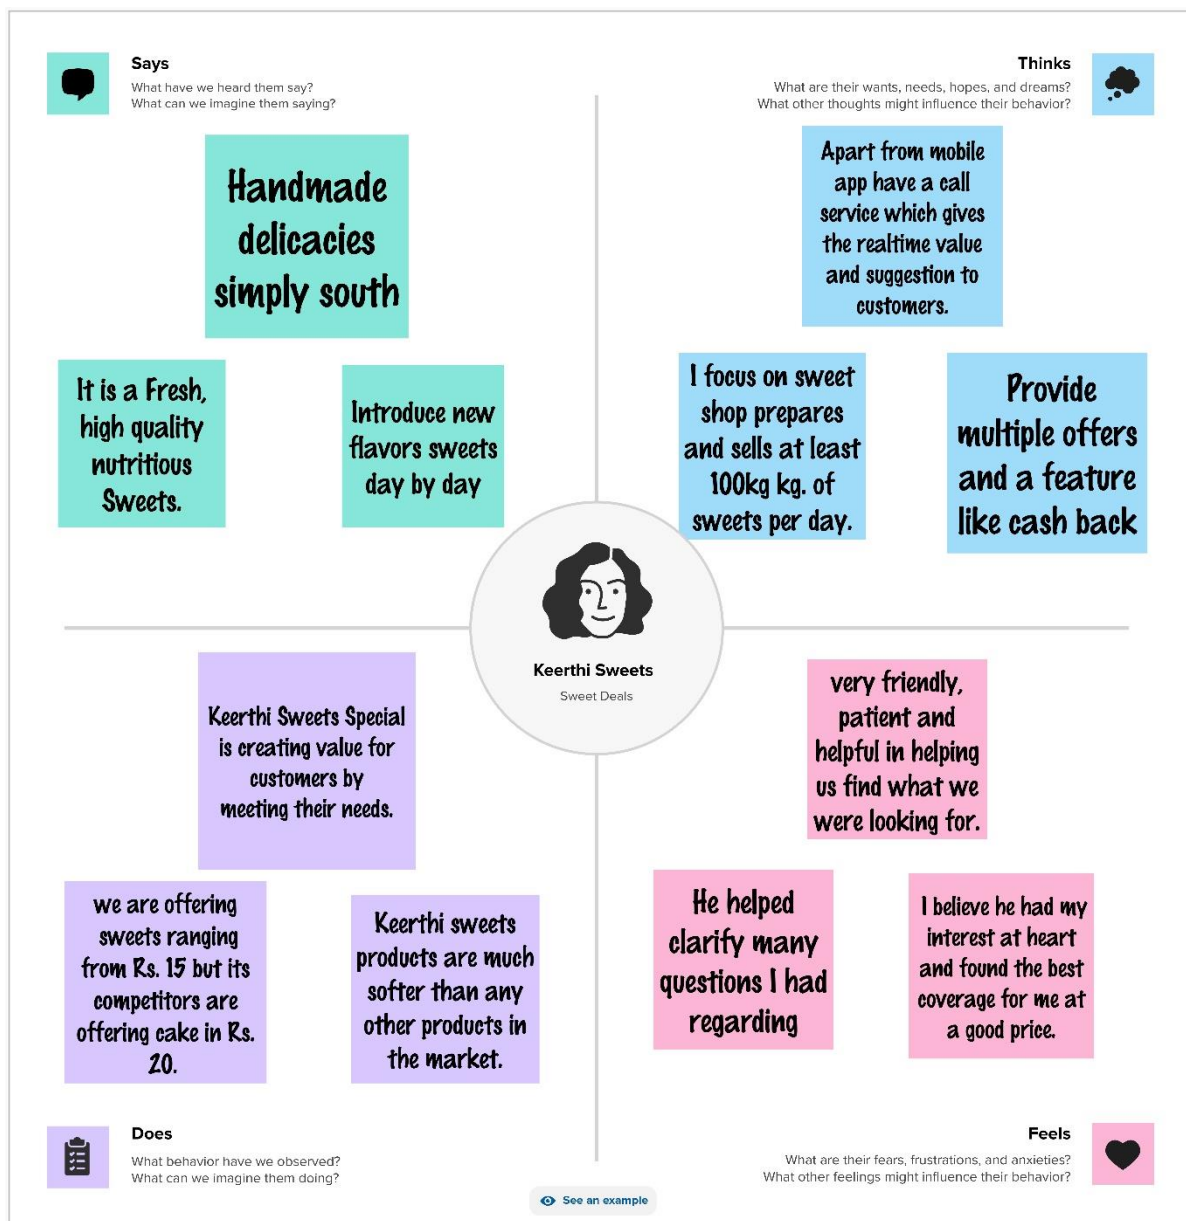 Says
What have we heard them say?
What can we imagine them saying?
Thinks
What are their wants, needs, hopes, and dreams?
What other thoughts might influence their behavior?
Handmade
delicacies
simply south
It is a Fresh,
high quality
nutritious
Sweets.
Introduce new
flavors sweets
day by day
Apart from mobile
app have a call
service which gives
the realtime value
and suggestion to
customers.
I focus on sweet
shop prepares
and sells at least
100kg kg. of
sweets per day.
Provide
multiple offers
and a feature
like cash back
Keerthi Sweets
Sweet Deals
Keerthi Sweets Special
is creating value for
customers by
meeting their needs.
we are offering
sweets ranging
from Rs. 15 but its
competitors are
offering cake in Rs.
20.
Keerthi sweets
products are much
softer than any
other products in
the market.
very friendly,
patient and
helpful in helping
us find what we
were looking for.
He helped
clarify many
questions I had
regarding
I believe he had my
interest at heart
and found the best
coverage for me at
a good price.
Does
What behavior have we observed?
What can we imagine them doing?
Feels
What are their fears, frustrations, and anxieties?
What other feelings might influence their behavior?
See an example